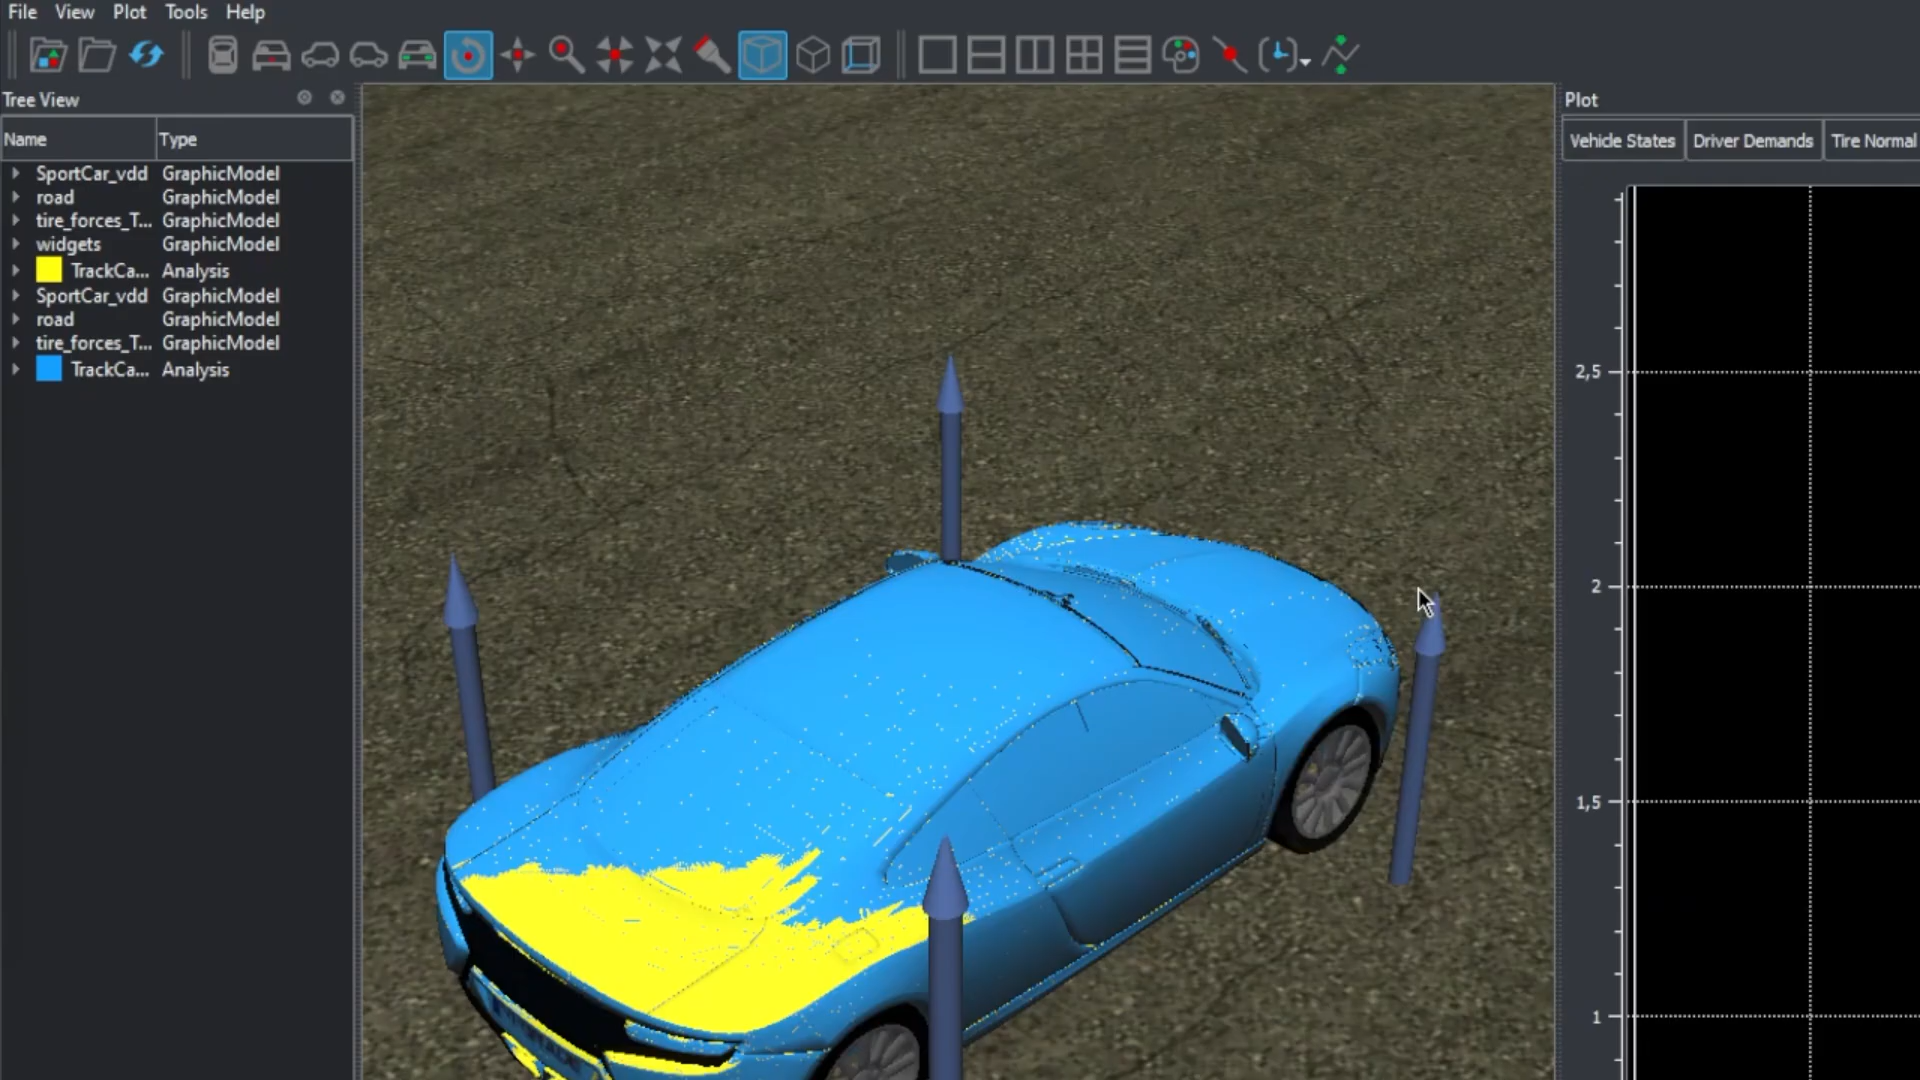 File View Plot Tools Help
Tree View
Plot
Name Type
Vehicle States Driver Demands Tire Normal
SportCar_vdd GraphicModel
road GraphicModel
tire_forces_T... GraphicModel
widgets GraphicModel
TrackCa... Analysis
SportCar_vdd GraphicModel
road GraphicModel
tire_forces_T... GraphicModel
TrackCa... Analysis
2,5
2
1,5
1